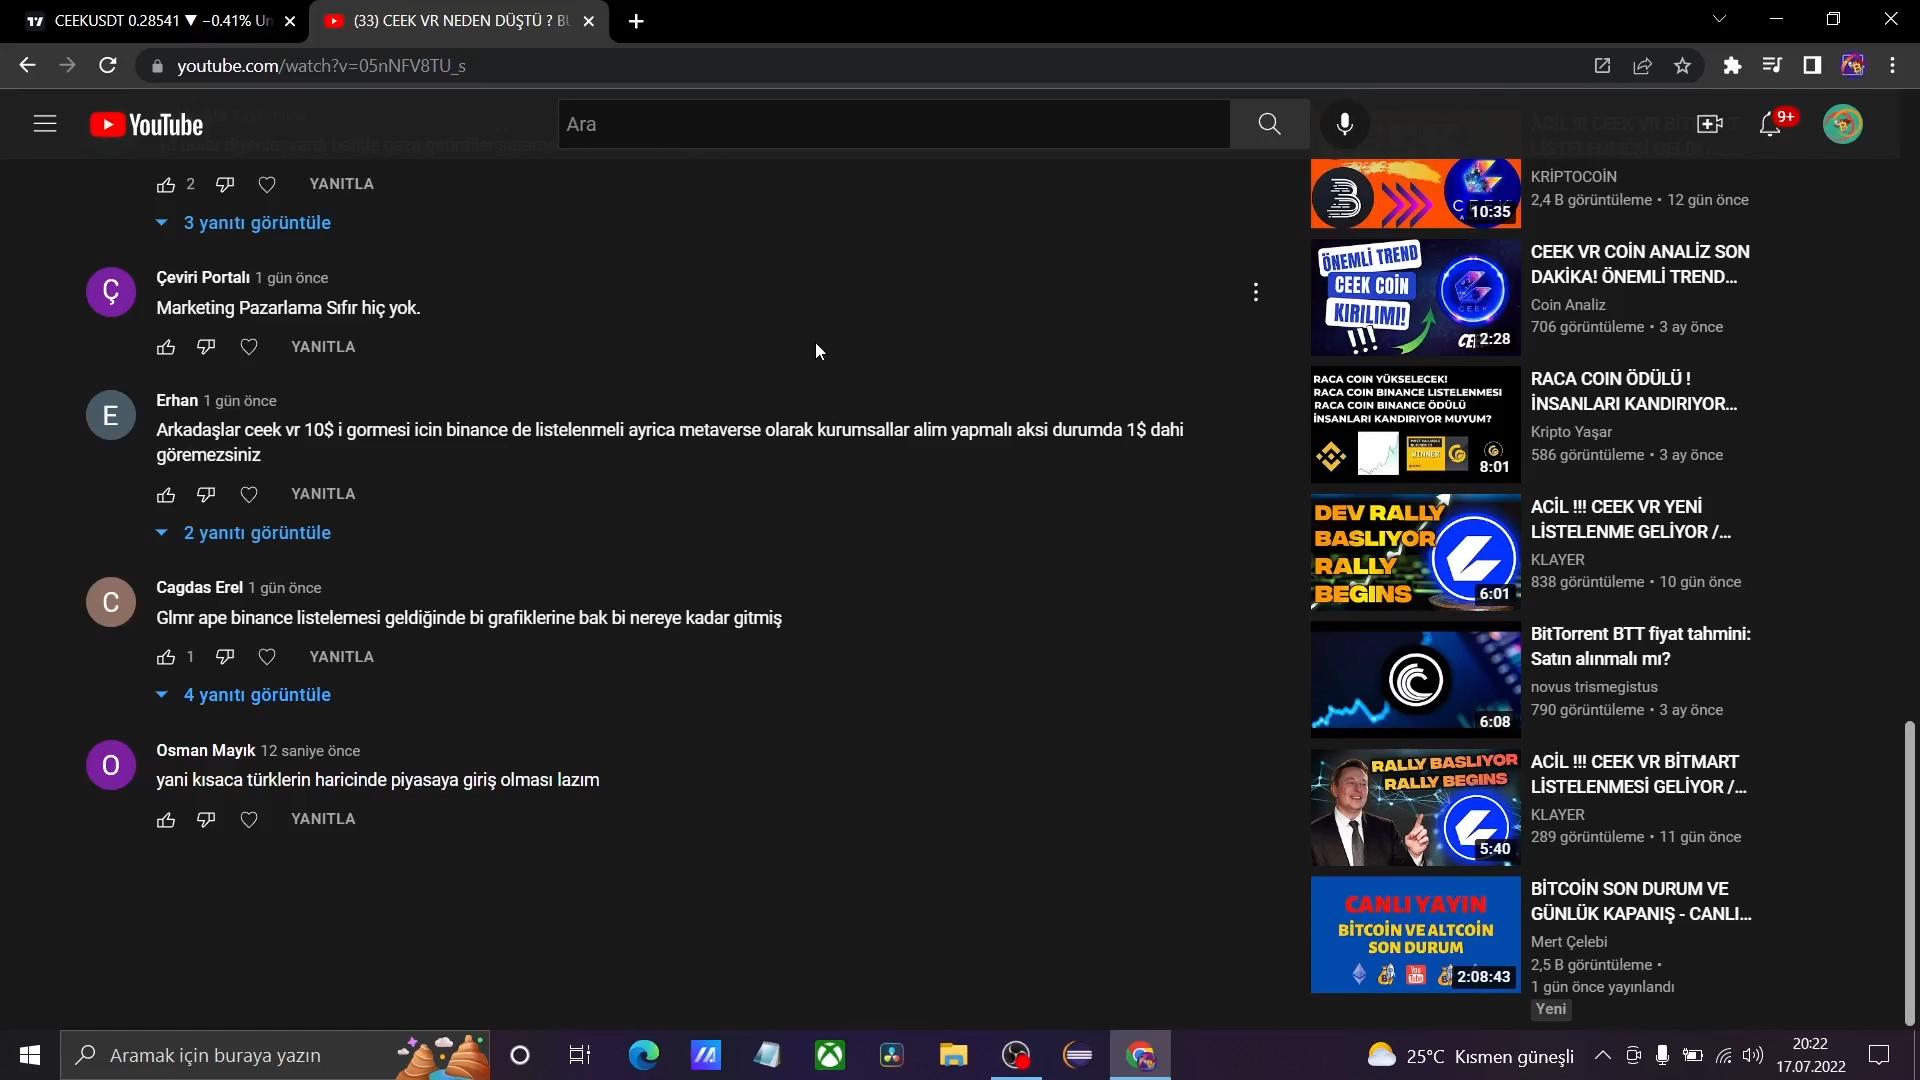 CEEKUSDT 0.28541 ▼ −0.41% Un
(33) CEEK VR NEDEN DÜŞTÜ ? BU
youtube.com/watch?v=05nNFV8TU_s
YouTube
Ara
9+
2
YANITLA
3 yanıtı görüntüle
Çeviri Portalı 1 gün önce
Ç
Marketing Pazarlama Sıfır hiç yok.
YANITLA
Erhan 1 gün önce
E
Arkadaşlar ceek vr 10$ i gormesi icin binance de listelenmeli ayrica metaverse olarak kurumsallar alim yapmalı aksi durumda 1$ dahi
göremezsiniz
YANITLA
2 yanıtı görüntüle
Cagdas Erel 1 gün önce
C
Glmr ape binance listelemesi geldiğinde bi grafiklerine bak bi nereye kadar gitmiş
1
YANITLA
4 yanıtı görüntüle
Osman Mayık 12 saniye önce
O
yani kısaca türklerin haricinde piyasaya giriş olması lazım
YANITLA
10:35
KRİPTOCOİN
2,4 B görüntüleme • 12 gün önce
ÖNEMLİ TREND
CEEK COİN
KIRILIMI!
!!!
CEEK
2:28
CEEK VR COİN ANALİZ SON
DAKİKA! ÖNEMLİ TREND...
Coin Analiz
706 görüntüleme • 3 ay önce
RACA COIN YÜKSELECEK!
RACA COIN BINANCE LISTELENMESI
RACA COIN BINANCE ÖDÜLÜ
İNSANLARI KANDIRIYOR MUYUM?
WINNER
8:01
RACA COIN ÖDÜLÜ !
İNSANLARI KANDIRIYOR...
Kripto Yaşar
586 görüntüleme • 3 ay önce
DEV RALLY
BASLIYOR
RALLY
BEGINS
6:01
ACİL !!! CEEK VR YENİ
LİSTELENME GELİYOR /...
KLAYER
838 görüntüleme • 10 gün önce
6:08
BitTorrent BTT fiyat tahmini:
Satın alınmalı mı?
novus trismegistus
790 görüntüleme • 3 ay önce
RALLY BASLIYOR
RALLY BEGINS
5:40
ACİL !!! CEEK VR BİTMART
LİSTELENMESİ GELİYOR /...
KLAYER
289 görüntüleme • 11 gün önce
CANLI YAYIN
BİTCOİN VE ALTCOİN
SON DURUM
You Tube
2:08:43
BİTCOİN SON DURUM VE
GÜNLÜK KAPANIŞ - CANLI...
Mert Çelebi
2,5 B görüntüleme •
1 gün önce yayınlandı
Yeni
Aramak için buraya yazın
25°C Kısmen güneşli
20:22
17.07.2022